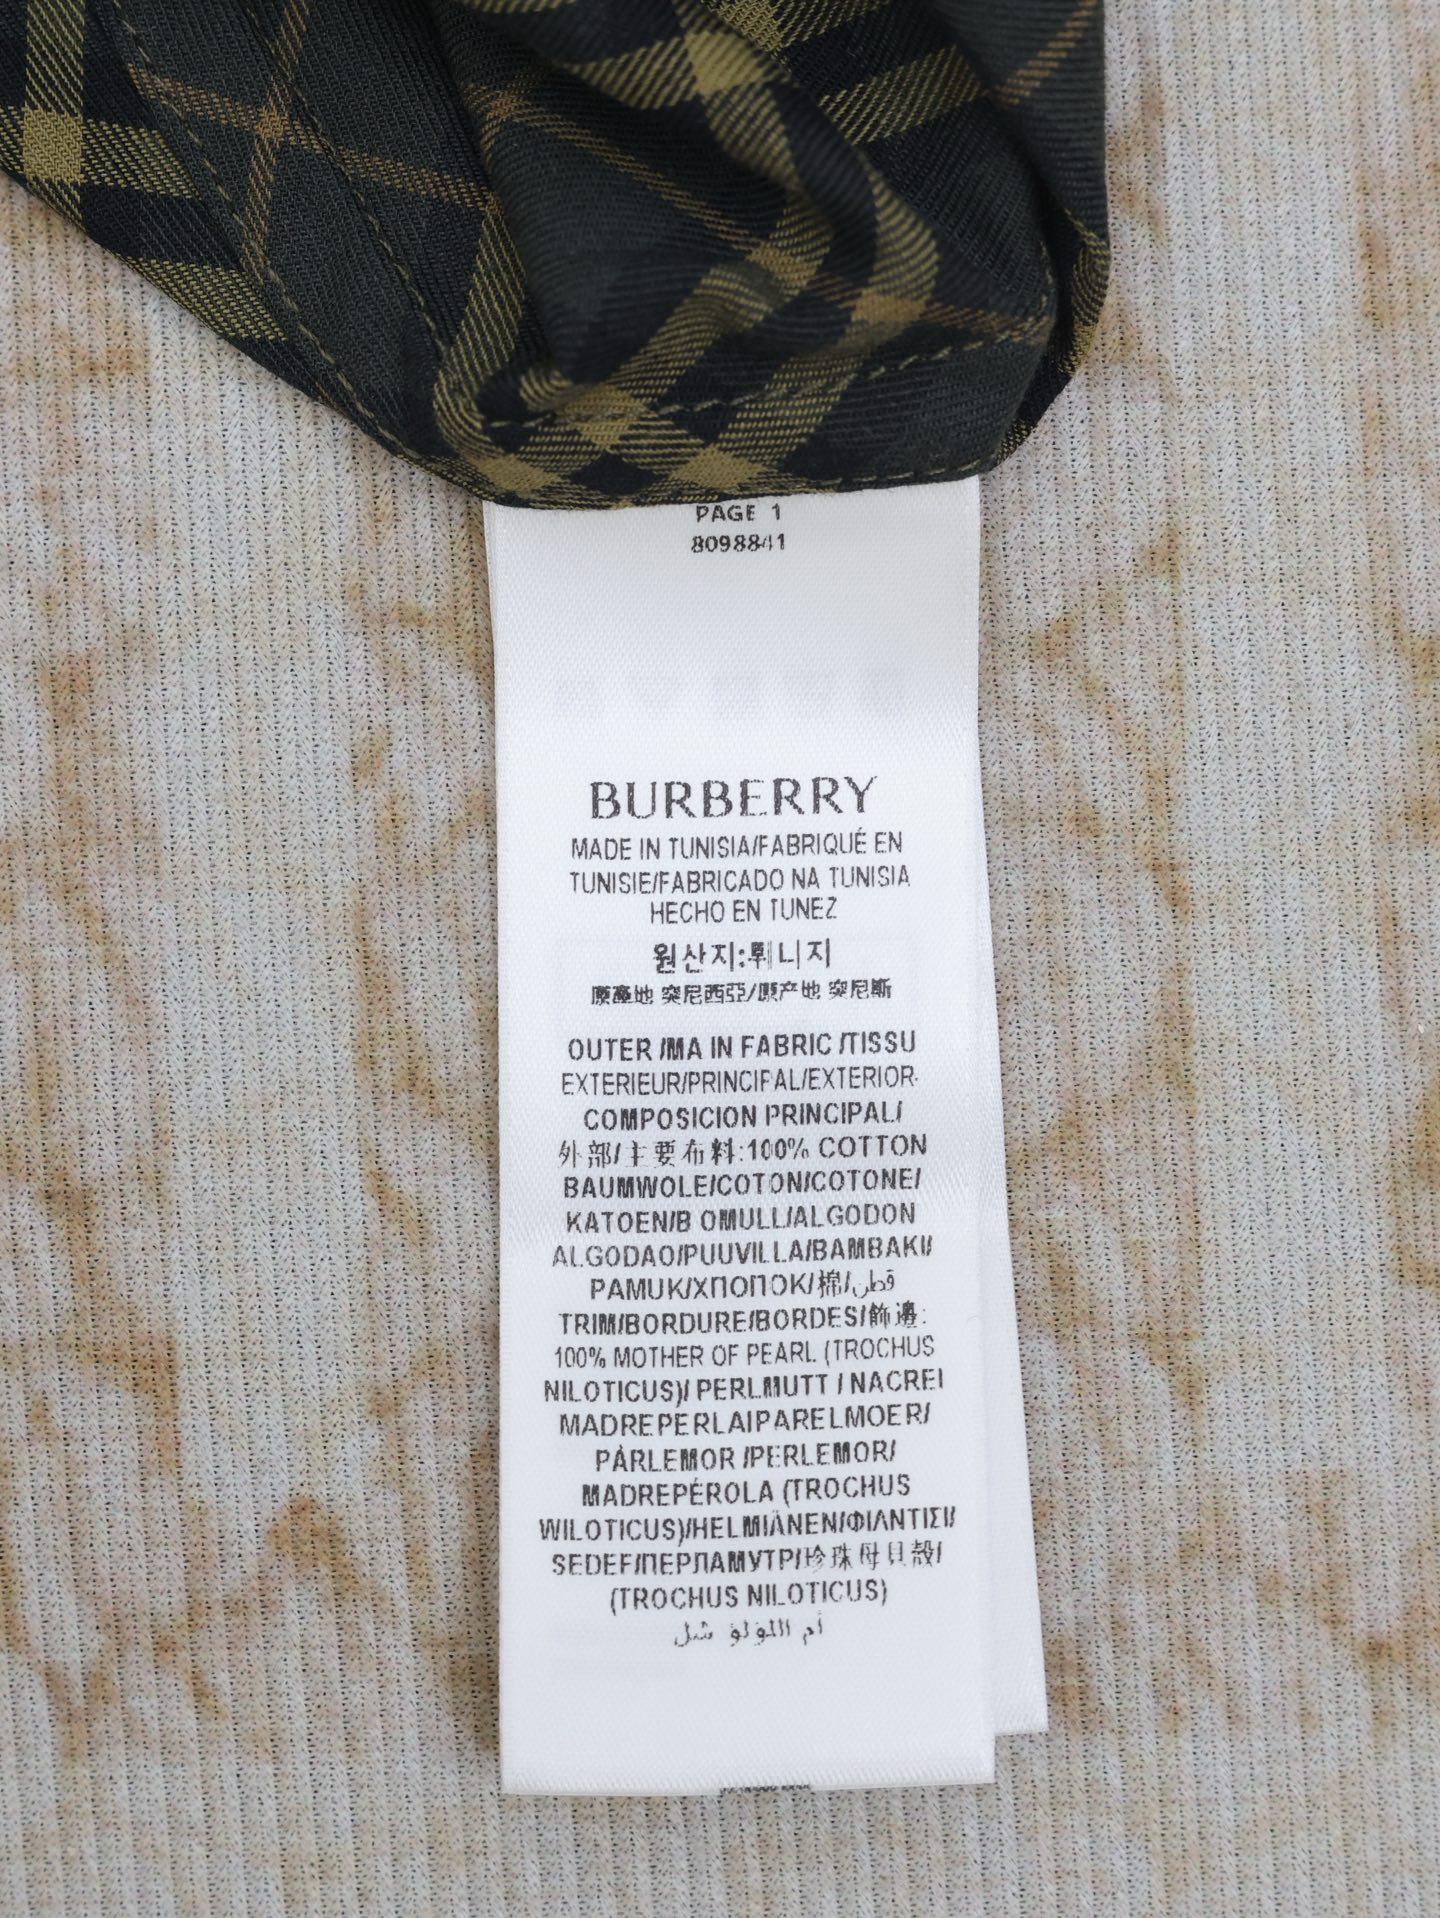 PAGE 1
8098841
BURBERRY
MADE IN TUNISIA/FABRIQUÉ EN
TUNISIE/FABRICADO NA TUNISIA
HECHO EN TUNEZ
원산지:튀니지
原產地 突尼西亞/原产地 突尼斯
OUTER /MA IN FABRIC /TISSU
EXTERIEUR/PRINCIPAL/EXTERIOR-
COMPOSICION PRINCIPAL/
外部/主要布料:100% COTTON
BAUMWOLE/COTON/COTONE/
KATOEN/B OMULL/ALGODON
ALGODAO/PUUVILLA/BAMBAKI/
PAMUK/ХПОПОК/棉/قطن
TRIM/BORDURE/BORDES/飾邊:
100% MOTHER OF PEARL (TROCHUS
NILOTICUS)/ PERLMUTT / NACREI
MADREPERLAIPARELMOER/
PÄRLEMOR /PERLEMOR/
MADREPÉROLA (TROCHUS
WILOTICUS)/HELMIÄNEN/ΦΙΛΝΤΙΣΙ/
SEDEF/ПЕРЛАМУТР/珍珠母貝殼/
(TROCHUS NILOTICUS)
أم اللؤلؤ